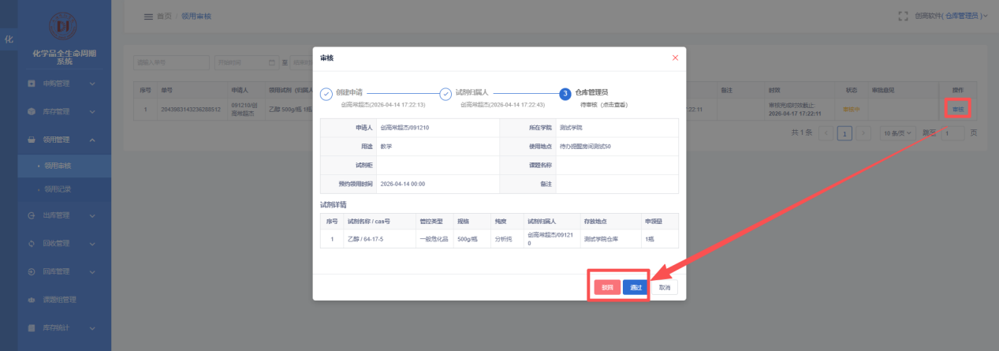 化
化学品全生命周期
系统
申购管理
库存管理
领用管理
领用审核
领用记录
出库管理
回收管理
回库管理
课题组管理
库存统计
首页 / 领用审核
创高软件( 仓库管理员 )
请输入单号
开始时间
至
序号 单号 申请人 领用试剂 备注 时效 状态 审批意见 操作
1 2043983143236288512 091210/创
高常超杰 乙醇 500g/瓶 1瓶 7:22:11 审核完成时效截止:
2026-04-17 17:22:11 审核中 审核
共 1 条 < 1 > 10 条/页 跳至 1 页
审核
创建申请
创高常超杰(2026-04-14 17:22:13)
试剂归属人
创高常超杰(2026-04-14 17:22:43)
3 仓库管理员
待审核 (点击查看)
申请人 创高常超杰/091210 所在学院 测试学院
用途 教学 使用地点 待办提醒房间测试50
试剂柜 课题名称
预约领用时间 2026-04-14 00:00 备注
试剂详情
序号 试剂名称 / cas号 管控类型 规格 纯度 试剂归属人 存放地点 申领量
1 乙醇 / 64-17-5 一般危化品 500g/瓶 分析纯 创高常超杰/09121
0 测试学院仓库 1瓶
驳回 通过 取消